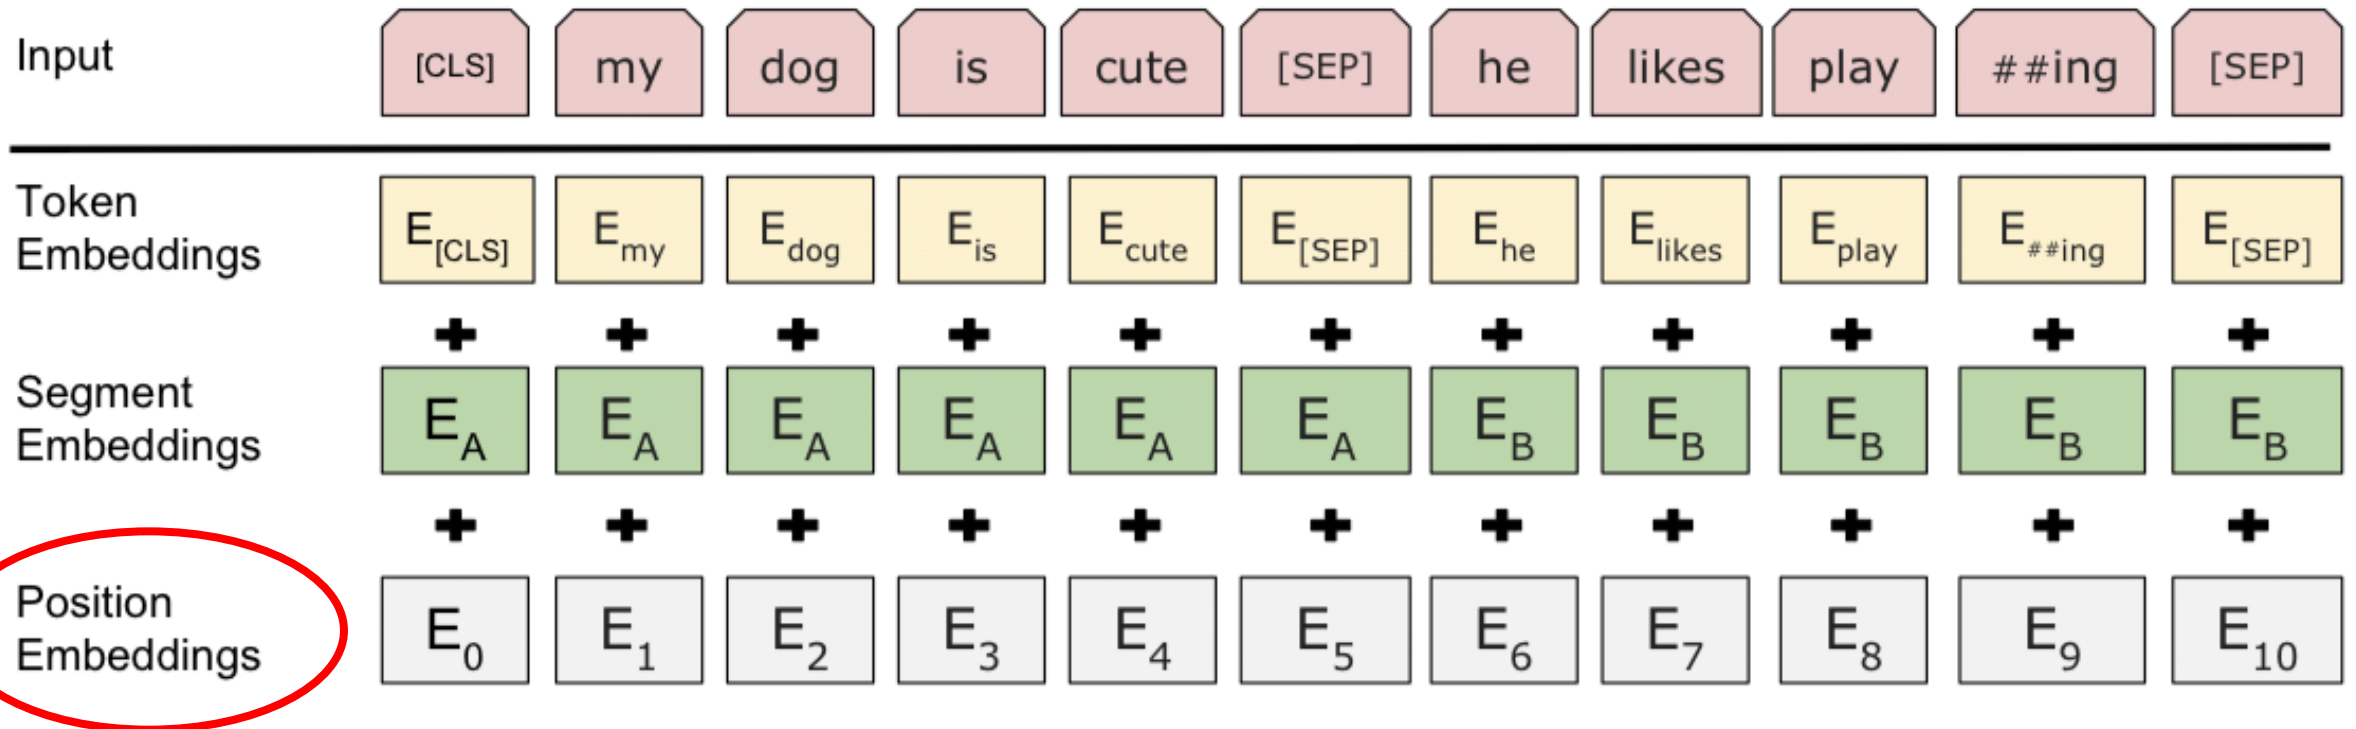 Input [CLS] my dog is cute [SEP] he likes play ##ing [SEP]
Token
Embeddings
E[CLS] Emy Edog Eis Ecute E[SEP] Ehe Elikes Eplay E##ing E[SEP]
+ + + + + + + + + + +
Segment
Embeddings
EA EA EA EA EA EA EB EB EB EB EB
+ + + + + + + + + + +
Position
Embeddings
E0 E1 E2 E3 E4 E5 E6 E7 E8 E9 E10